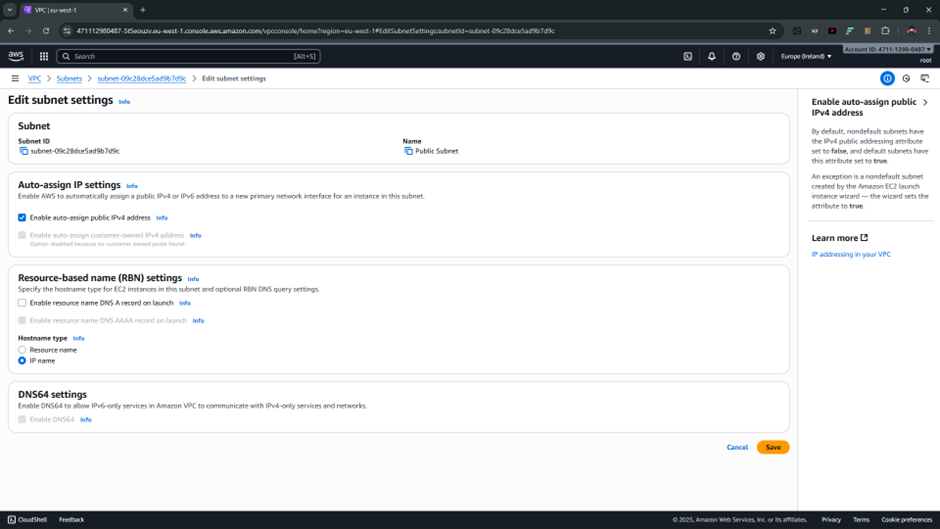 VPC | eu-west-1
471112980487-5t5eouzv.eu-west-1.console.aws.amazon.com/vpcconsole/home?region=eu-west-1#EditSubnetSettings:subnetId=subnet-09c28dce5ad9b7d9c
aws
Search
[Alt+S]
Europe (Ireland)
Account ID: 4711-1298-0487
root
VPC
Subnets
subnet-09c28dce5ad9b7d9c
Edit subnet settings
Edit subnet settings Info
Subnet
Subnet ID
subnet-09c28dce5ad9b7d9c
Name
Public Subnet
Auto-assign IP settings Info
Enable AWS to automatically assign a public IPv4 or IPv6 address to a new primary network interface for an instance in this subnet.
Enable auto-assign public IPv4 address Info
Enable auto-assign customer-owned IPv4 address Info
Option disabled because no customer owned pools found.
Resource-based name (RBN) settings Info
Specify the hostname type for EC2 instances in this subnet and optional RBN DNS query settings.
Enable resource name DNS A record on launch Info
Enable resource name DNS AAAA record on launch Info
Hostname type Info
Resource name
IP name
DNS64 settings
Enable DNS64 to allow IPv6-only services in Amazon VPC to communicate with IPv4-only services and networks.
Enable DNS64 Info
Cancel
Save
Enable auto-assign public
IPv4 address
By default, nondefault subnets have
the IPv4 public addressing attribute
set to false, and default subnets have
this attribute set to true.
An exception is a nondefault subnet
created by the Amazon EC2 launch
instance wizard — the wizard sets the
attribute to true.
Learn more
IP addressing in your VPC
CloudShell
Feedback
© 2025, Amazon Web Services, Inc. or its affiliates.
Privacy
Terms
Cookie preferences